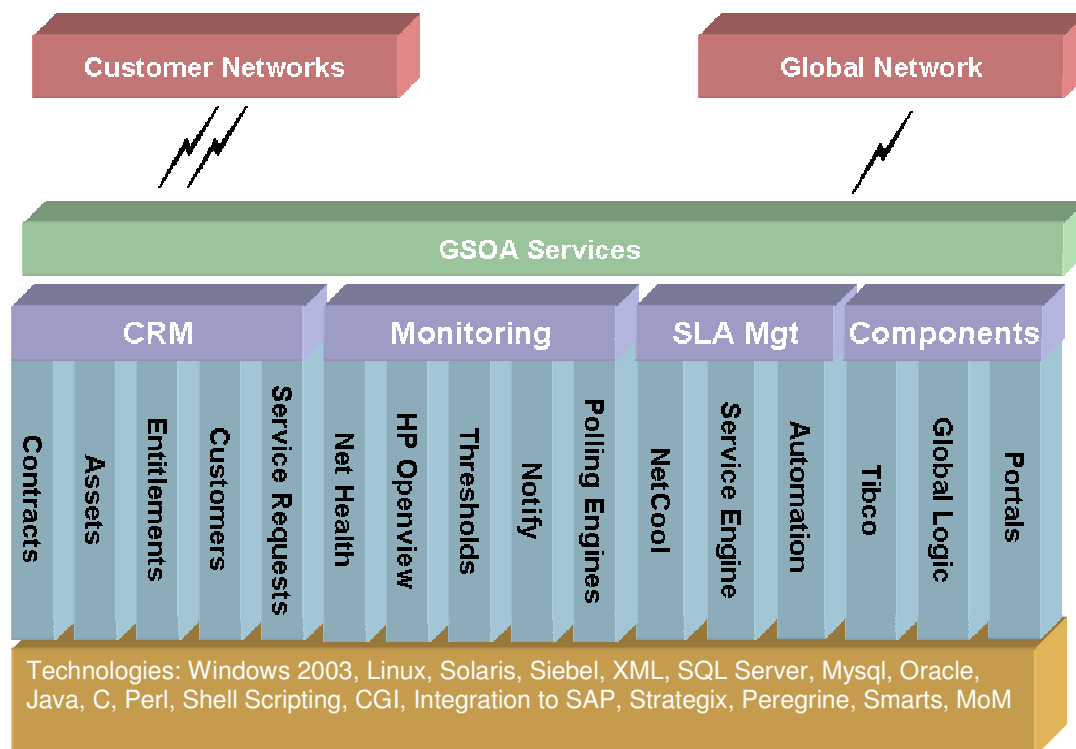 Customer Networks
Global Network
GSOA Services
CRM
Monitoring
SLA Mgt
Components
Contracts
Assets
Entitlements
Customers
Service Requests
Net Health
HP Openview
Thresholds
Notify
Polling Engines
NetCool
Service Engine
Automation
Tibco
Global Logic
Portals
Technologies: Windows 2003, Linux, Solaris, Siebel, XML, SQL Server, Mysql, Oracle,
Java, C, Perl, Shell Scripting, CGI, Integration to SAP, Strategix, Peregrine, Smarts, MoM